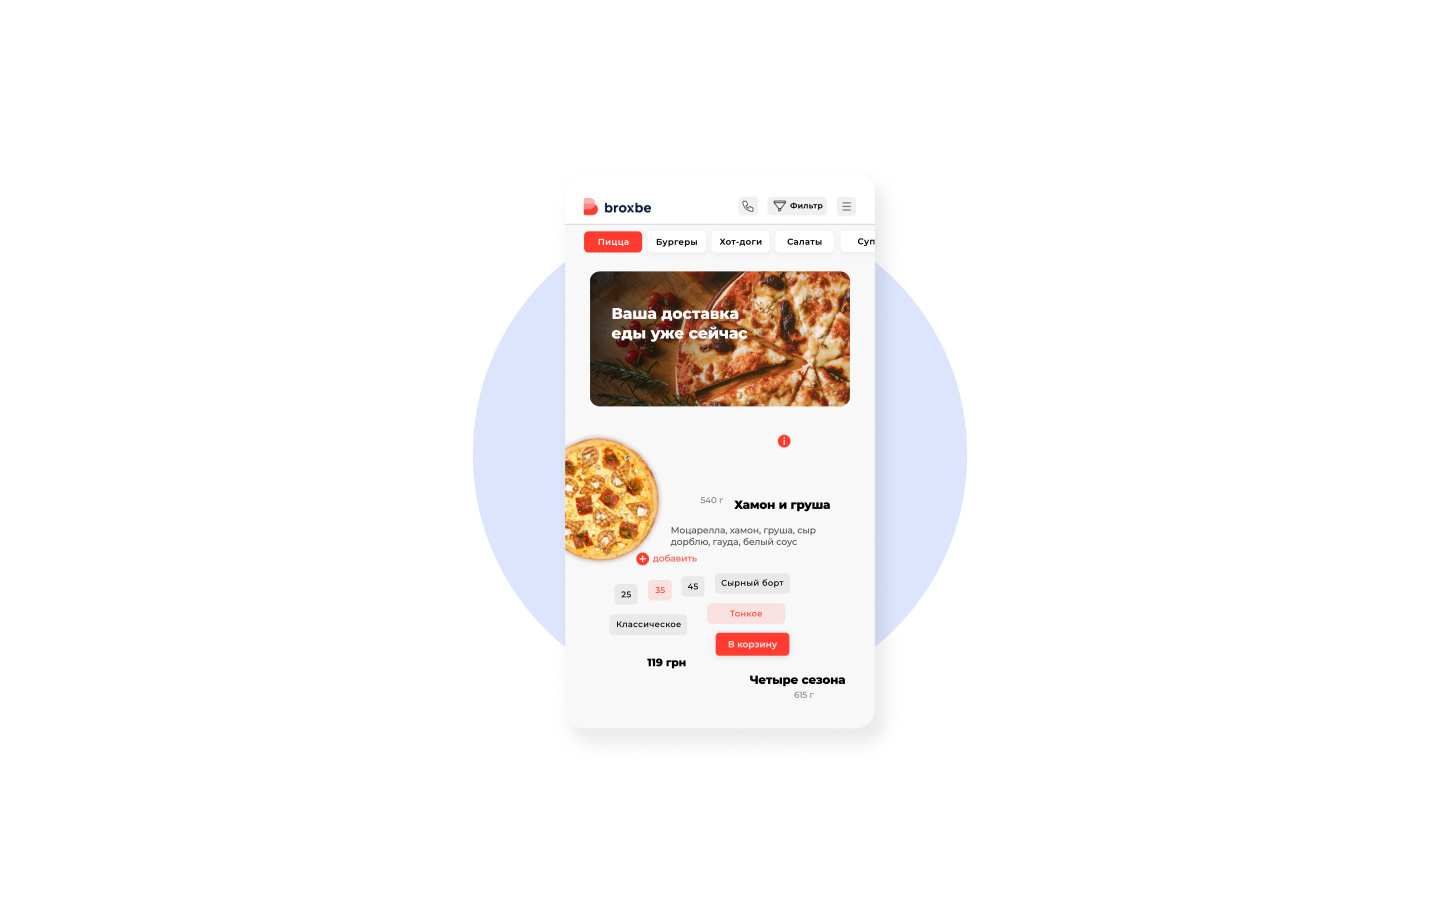 broxbe
Фильтр
Пицца
Бургеры
Хот-доги
Салаты
Суп
Ваша доставка
еды уже сейчас
540 г
Хамон и груша
Моцарелла, хамон, груша, сыр
дорблю, гауда, белый соус
добавить
25
35
45
Сырный борт
Классическое
Тонкое
В корзину
119 грн
Четыре сезона
615 г